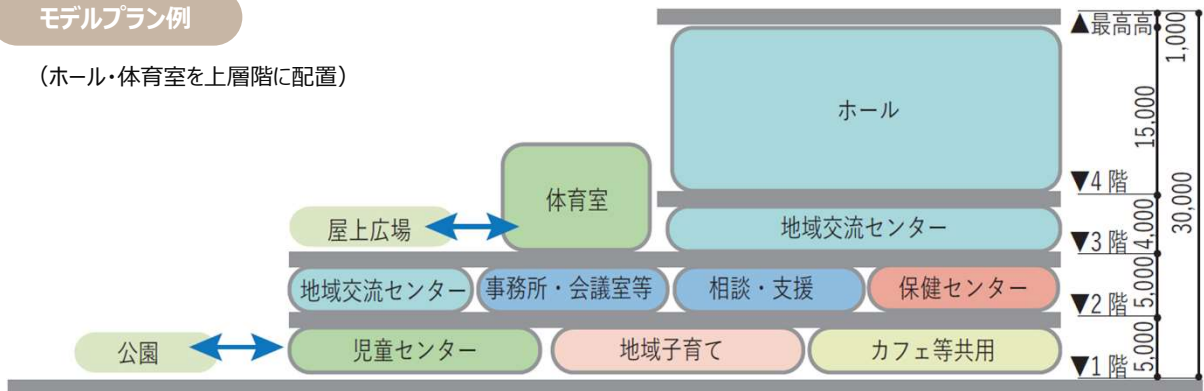 モデルプラン例
（ホール・体育室を上層階に配置）
▲最高高
1,000
ホール
15,000
▼4 階
体育室
30,000
屋上広場
地域交流センター
4,000
▼3 階
地域交流センター
事務所・会議室等
相談・支援
保健センター
5,000
▼2 階
公園
児童センター
地域子育て
カフェ等共用
5,000
▼1 階